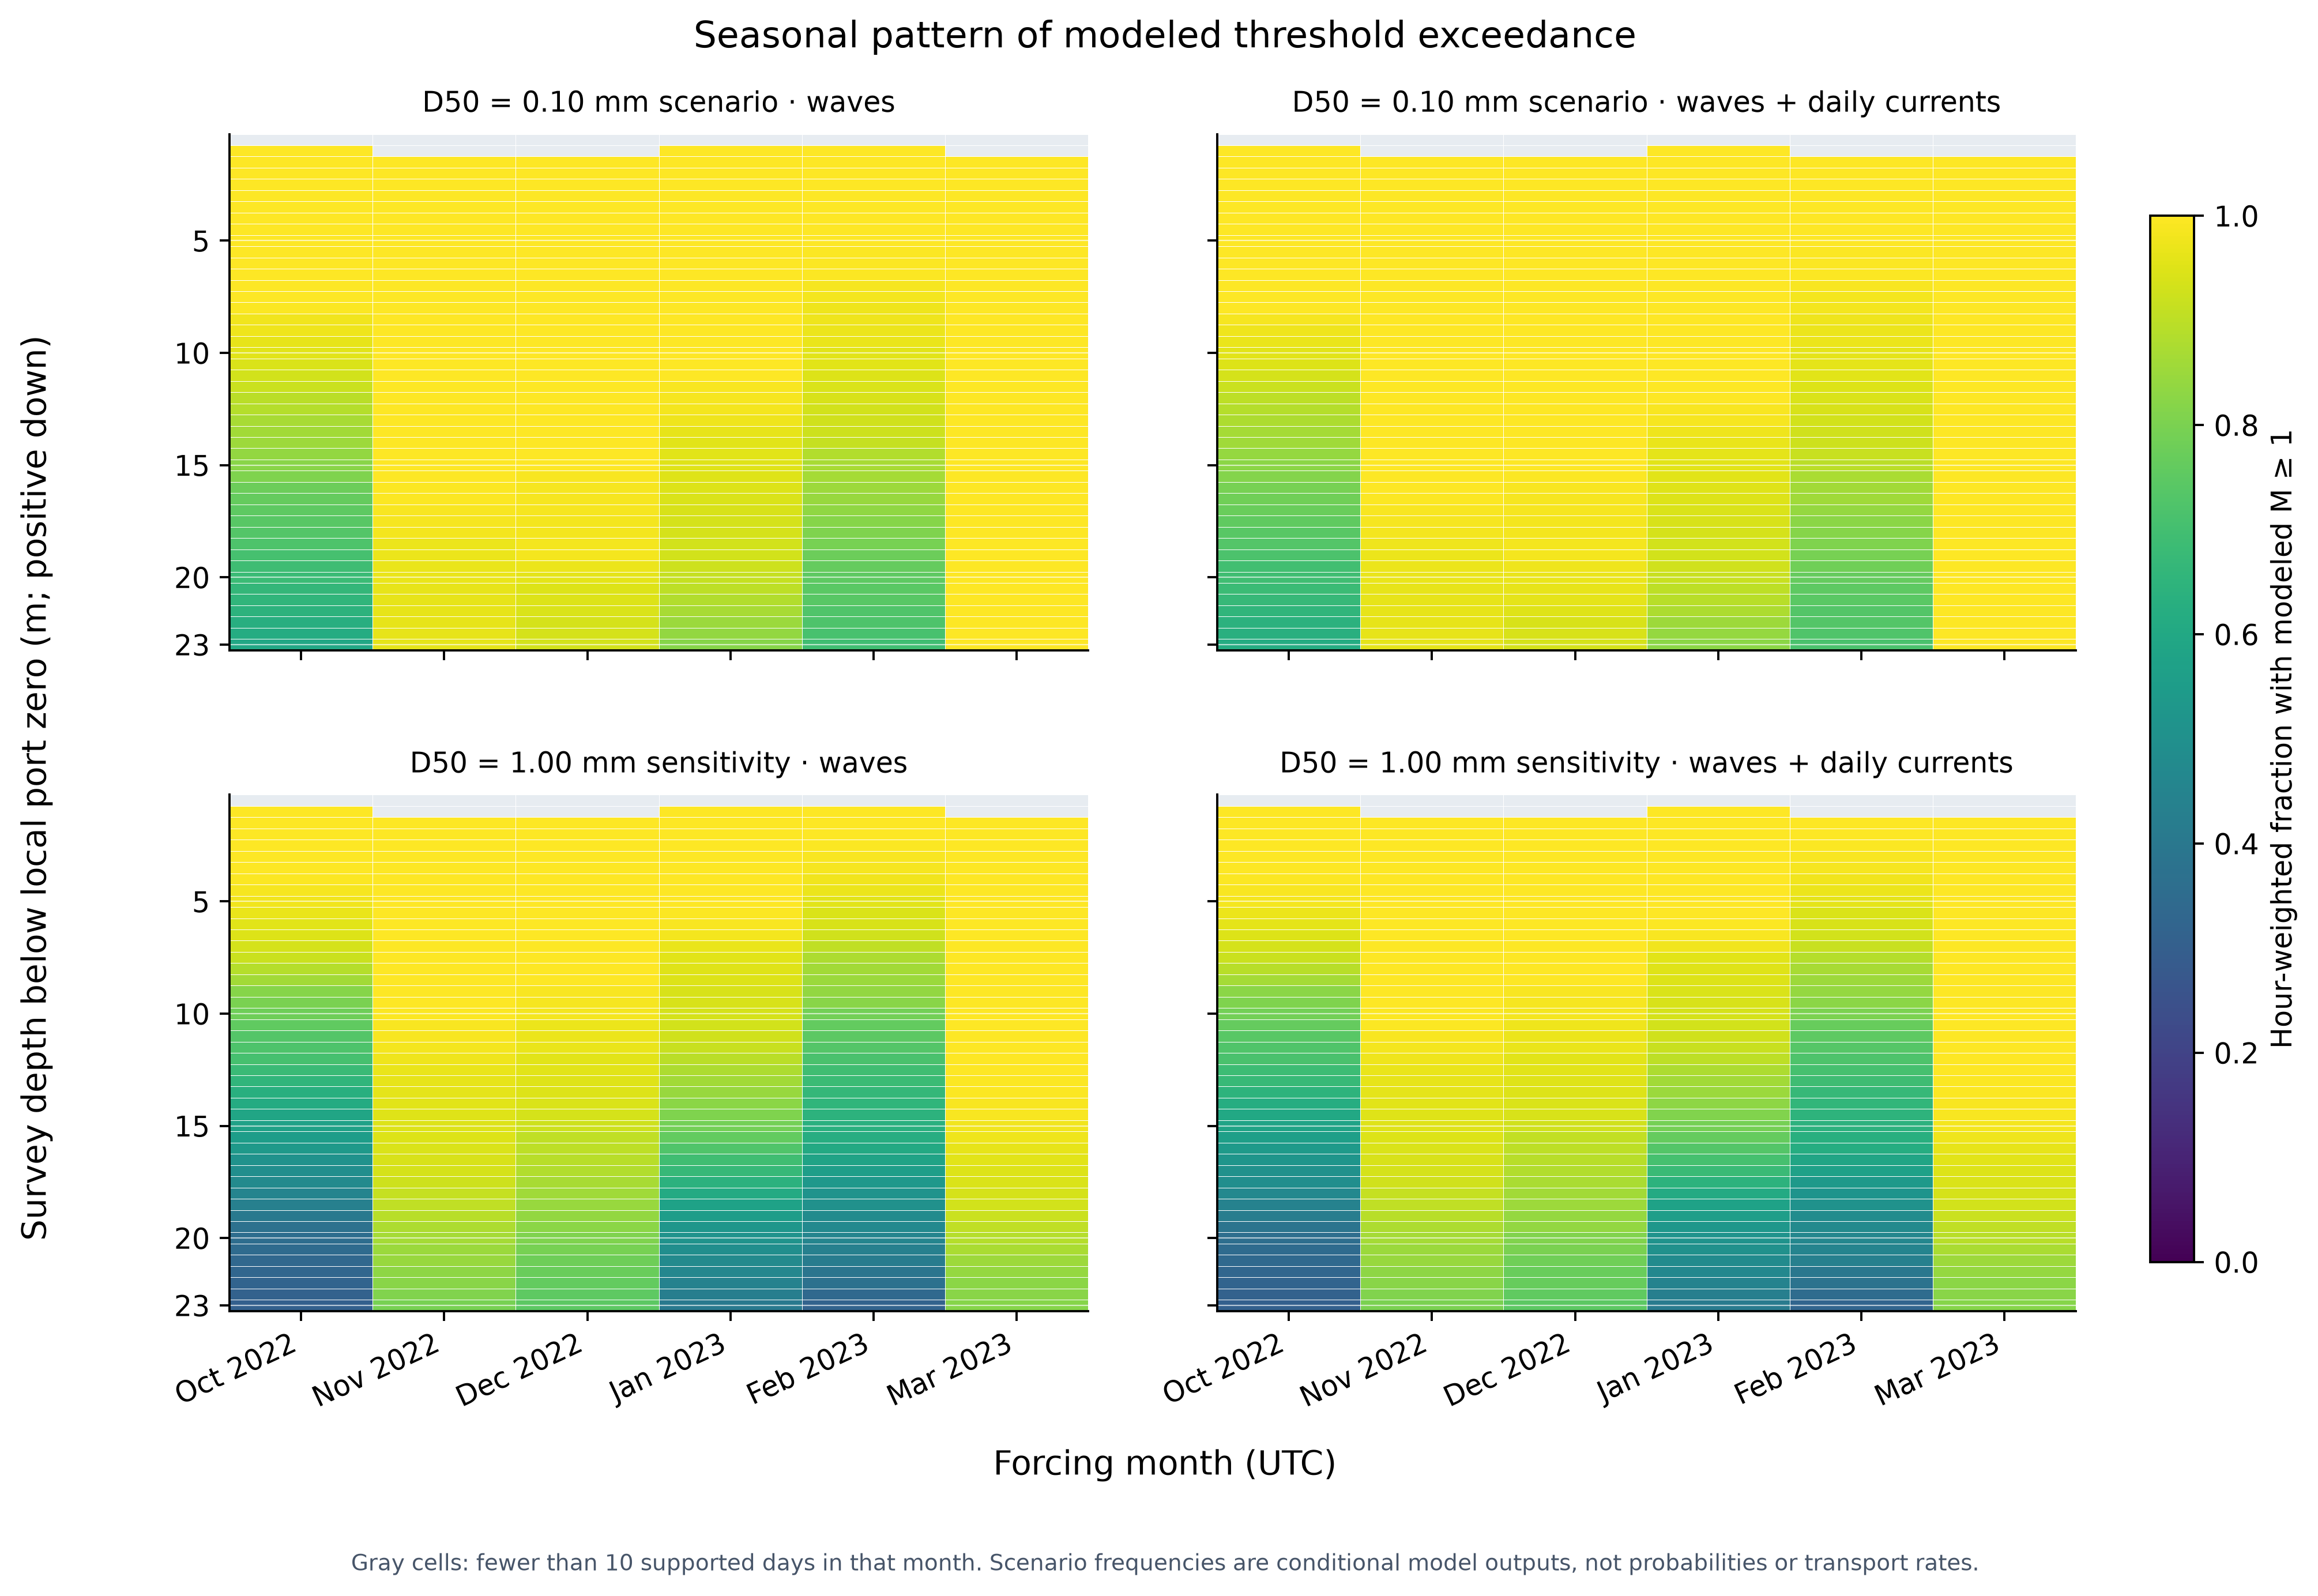 Seasonal pattern of modeled threshold exceedance
D50 = 0.10 mm scenario · waves
D50 = 0.10 mm scenario · waves + daily currents
5
10
15
20
23
D50 = 1.00 mm sensitivity · waves
D50 = 1.00 mm sensitivity · waves + daily currents
5
10
15
20
23
Survey depth below local port zero (m; positive down)
Oct 2022
Nov 2022
Dec 2022
Jan 2023
Feb 2023
Mar 2023
Oct 2022
Nov 2022
Dec 2022
Jan 2023
Feb 2023
Mar 2023
Forcing month (UTC)
1.0
0.8
0.6
0.4
0.2
0.0
Hour-weighted fraction with modeled M ≥ 1
Gray cells: fewer than 10 supported days in that month. Scenario frequencies are conditional model outputs, not probabilities or transport rates.